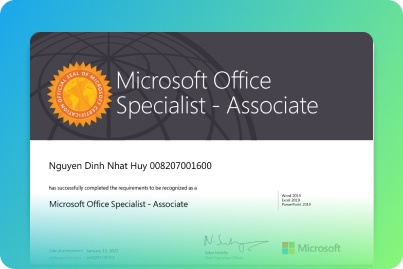 OFFICIAL SEAL OF MICROSOFT CERTIFICATION
Microsoft Office
Specialist - Associate
Nguyen Dinh Nhat Huy 008207001600
has successfully completed the requirements to be recognized as a
Microsoft Office Specialist - Associate
Word 2019
Excel 2019
PowerPoint 2019
Microsoft